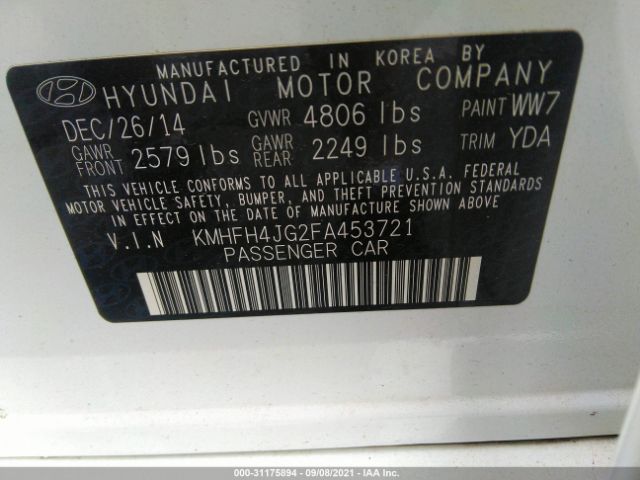 MANUFACTURED IN KOREA BY
HYUNDAI MOTOR COMPANY
DEC/26/14 GVWR 4806 lbs PAINT WW7
GAWR FRONT 2579 lbs GAWR REAR 2249 lbs TRIM YDA
THIS VEHICLE CONFORMS TO ALL APPLICABLE U.S.A. FEDERAL
MOTOR VEHICLE SAFETY, BUMPER, AND THEFT PREVENTION STANDARDS
IN EFFECT ON THE DATE OF MANUFACTURE SHOWN ABOVE.
V.I.N KMHFH4JG2FA453721
PASSENGER CAR
000-31175894 - 09/08/2021 - IAA Inc.